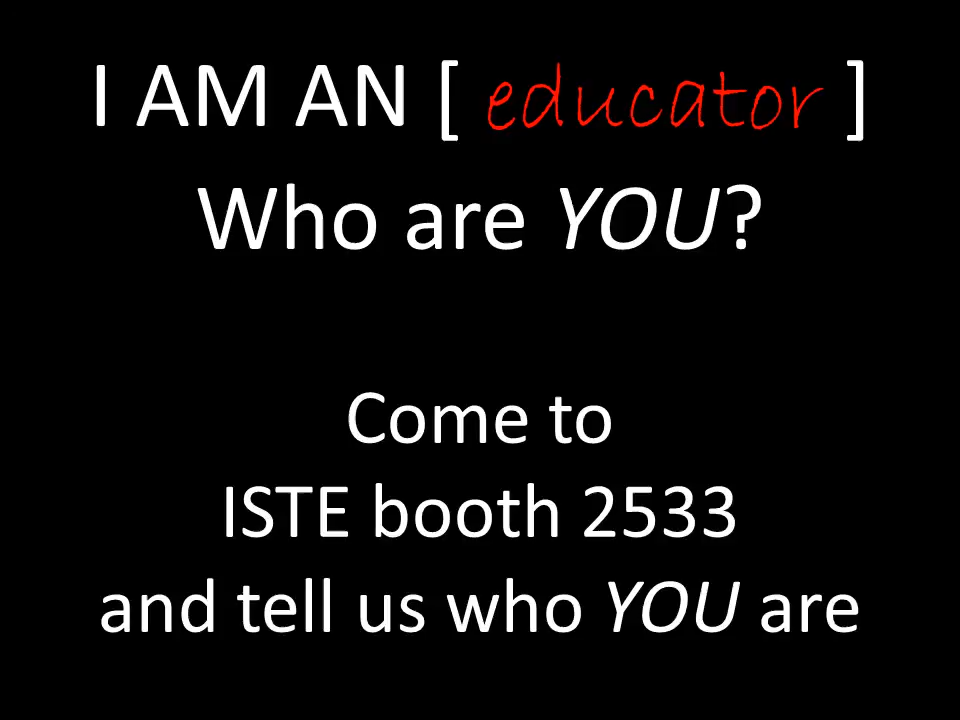 I AM AN [ educator ]
Who are YOU?
Come to
ISTE booth 2533
and tell us who YOU are